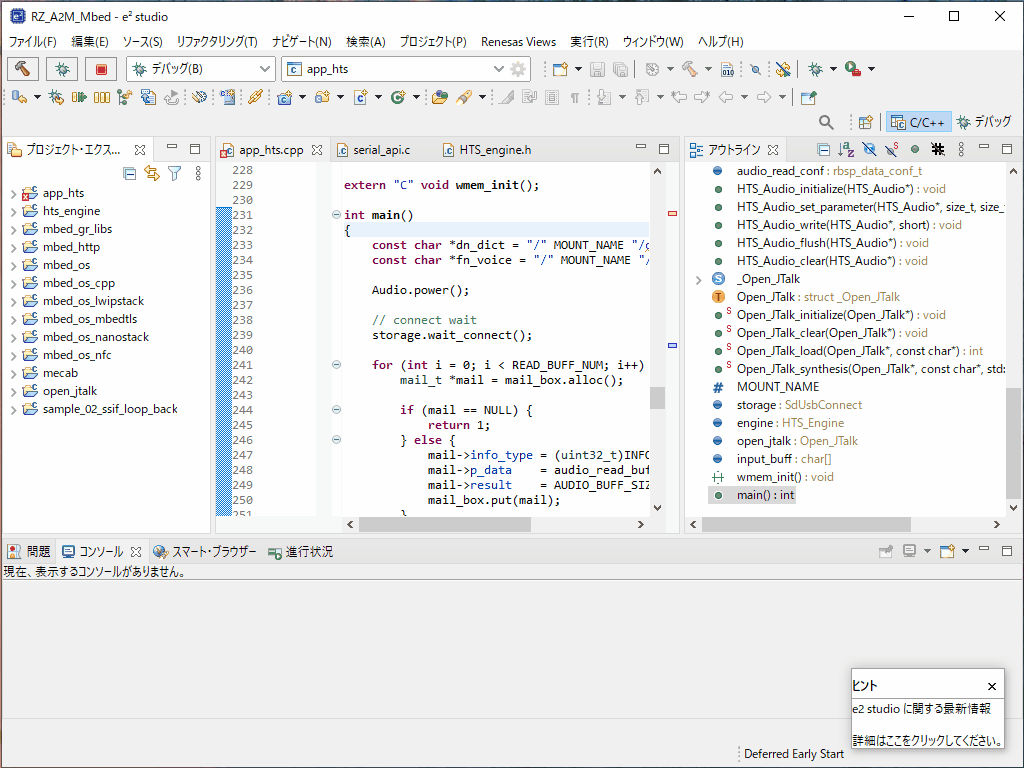 RZ_A2M_Mbed - e² studio
ファイル(F) 編集(E) ソース(S) リファクタリング(T) ナビゲート(N) 検索(A) プロジェクト(P) Renesas Views 実行(R) ウィンドウ(W) ヘルプ(H)
デバッグ(B) app_hts
C/C++ デバッグ
プロジェクト・エクス...
app_hts
hts_engine
mbed_gr_libs
mbed_http
mbed_os
mbed_os_cpp
mbed_os_lwipstack
mbed_os_mbedtls
mbed_os_nanostack
mbed_os_nfc
mecab
open_jtalk
sample_02_ssif_loop_back
app_hts.cpp serial_api.c HTS_engine.h
228
229 extern "C" void wmem_init();
230
231 int main()
232 {
233 const char *dn_dict = "/" MOUNT_NAME "/
234 const char *fn_voice = "/" MOUNT_NAME "/
235
236 Audio.power();
237
238 // connect wait
239 storage.wait_connect();
240
241 for (int i = 0; i < READ_BUFF_NUM; i++)
242 mail_t *mail = mail_box.alloc();
243
244 if (mail == NULL) {
245 return 1;
246 } else {
247 mail->info_type = (uint32_t)INFO
248 mail->p_data = audio_read_buf
249 mail->result = AUDIO_BUFF_SIZ
250 mail_box.put(mail);
251 }
アウトライン
audio_read_conf : rbsp_data_conf_t
HTS_Audio_initialize(HTS_Audio*) : void
HTS_Audio_set_parameter(HTS_Audio*, size_t, size_
HTS_Audio_write(HTS_Audio*, short) : void
HTS_Audio_flush(HTS_Audio*) : void
HTS_Audio_clear(HTS_Audio*) : void
_Open_JTalk
Open_JTalk : struct _Open_JTalk
Open_JTalk_initialize(Open_JTalk*) : void
Open_JTalk_clear(Open_JTalk*) : void
Open_JTalk_load(Open_JTalk*, const char*) : int
Open_JTalk_synthesis(Open_JTalk*, const char*, std:
MOUNT_NAME
storage : SdUsbConnect
engine : HTS_Engine
open_jtalk : Open_JTalk
input_buff : char[]
wmem_init() : void
main() : int
問題 コンソール スマート・ブラウザー 進行状況
現在、表示するコンソールがありません。
ヒント
e2 studio に関する最新情報
詳細はここをクリックしてください。
Deferred Early Start